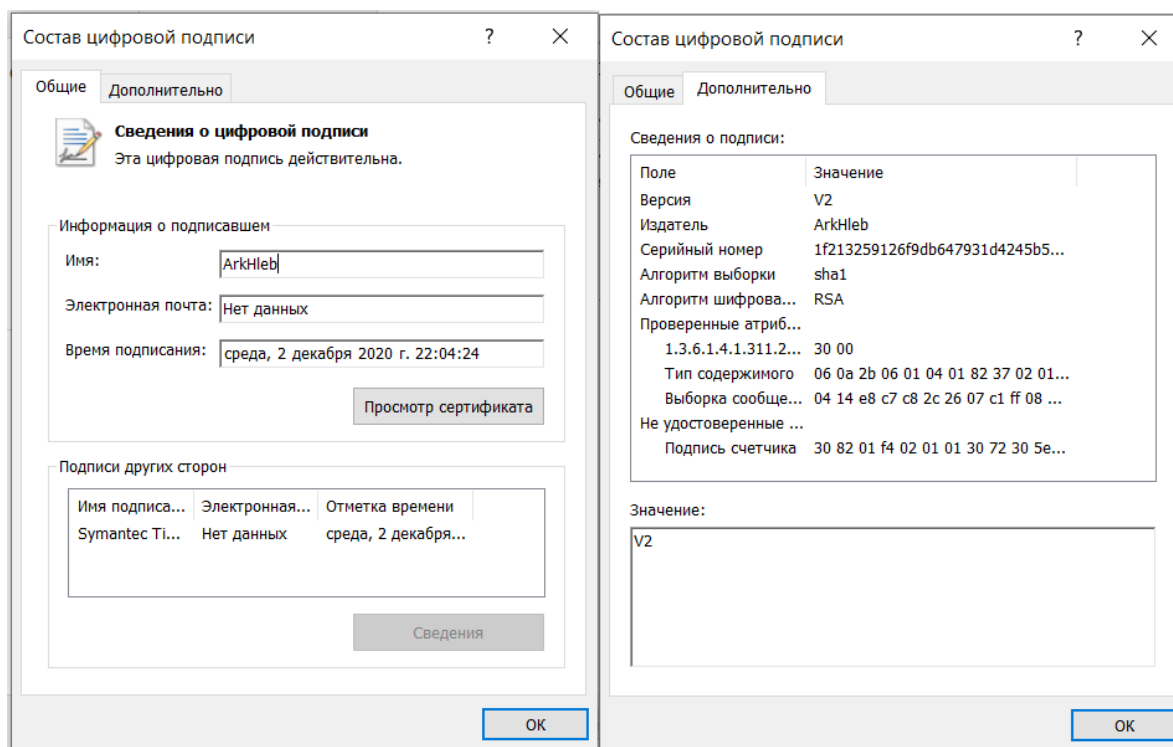 Состав цифровой подписи
Общие
Дополнительно
Сведения о цифровой подписи
Эта цифровая подпись действительна.
Информация о подписавшем
Имя:
ArkHleb
Электронная почта:
Нет данных
Время подписания:
среда, 2 декабря 2020 г. 22:04:24
Просмотр сертификата
Подписи других сторон
Имя подписа... Электронная... Отметка времени
Symantec Ti... Нет данных среда, 2 декабря...
Сведения
ОК
Состав цифровой подписи
Общие
Дополнительно
Сведения о подписи:
Поле Значение
Версия V2
Издатель ArkHleb
Серийный номер 1f213259126f9db647931d4245b5...
Алгоритм выборки sha1
Алгоритм шифрова... RSA
Проверенные атриб...
1.3.6.1.4.1.311.2... 30 00
Тип содержимого 06 0a 2b 06 01 04 01 82 37 02 01...
Выборка сообще... 04 14 e8 c7 c8 2c 26 07 c1 ff 08 ...
Не удостоверенные ...
Подпись счетчика 30 82 01 f4 02 01 01 30 72 30 5e...
Значение:
V2
ОК